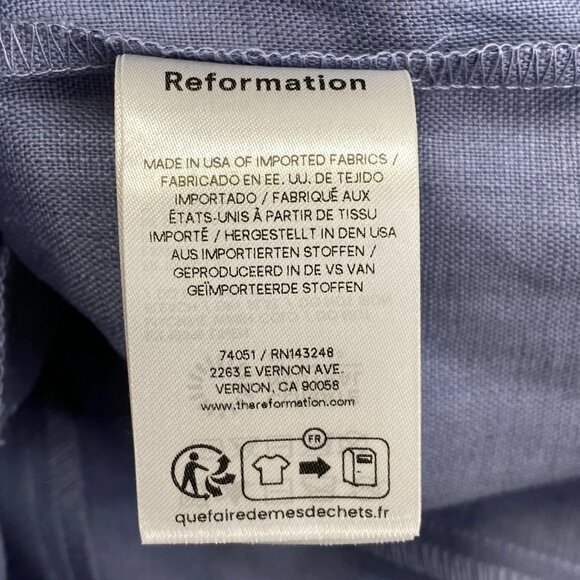 Reformation
MADE IN USA OF IMPORTED FABRICS /
FABRICADO EN EE. UU. DE TEJIDO
IMPORTADO / FABRIQUÉ AUX
ÉTATS-UNIS À PARTIR DE TISSU
IMPORTÉ / HERGESTELLT IN DEN USA
AUS IMPORTIERTEN STOFFEN /
GEPRODUCEERD IN DE VS VAN
GEÏMPORTEERDE STOFFEN
74051 / RN143248
2263 E VERNON AVE.
VERNON, CA 90058
www.thereformation.com
FR
quefairedemesdechets.fr